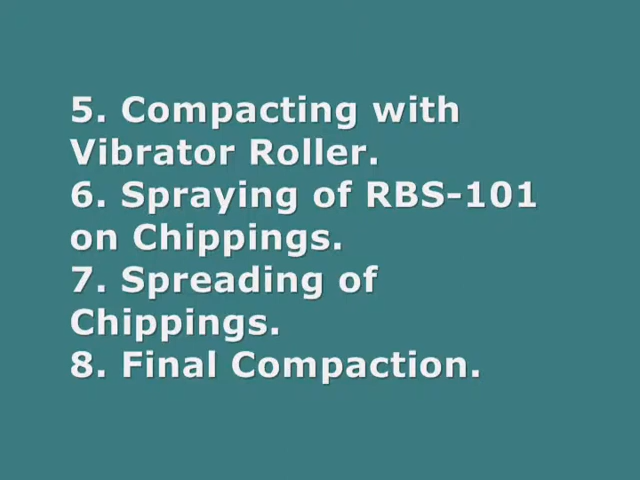 5. Compacting with
Vibrator Roller.
6. Spraying of RBS-101
on Chippings.
7. Spreading of
Chippings.
8. Final Compaction.